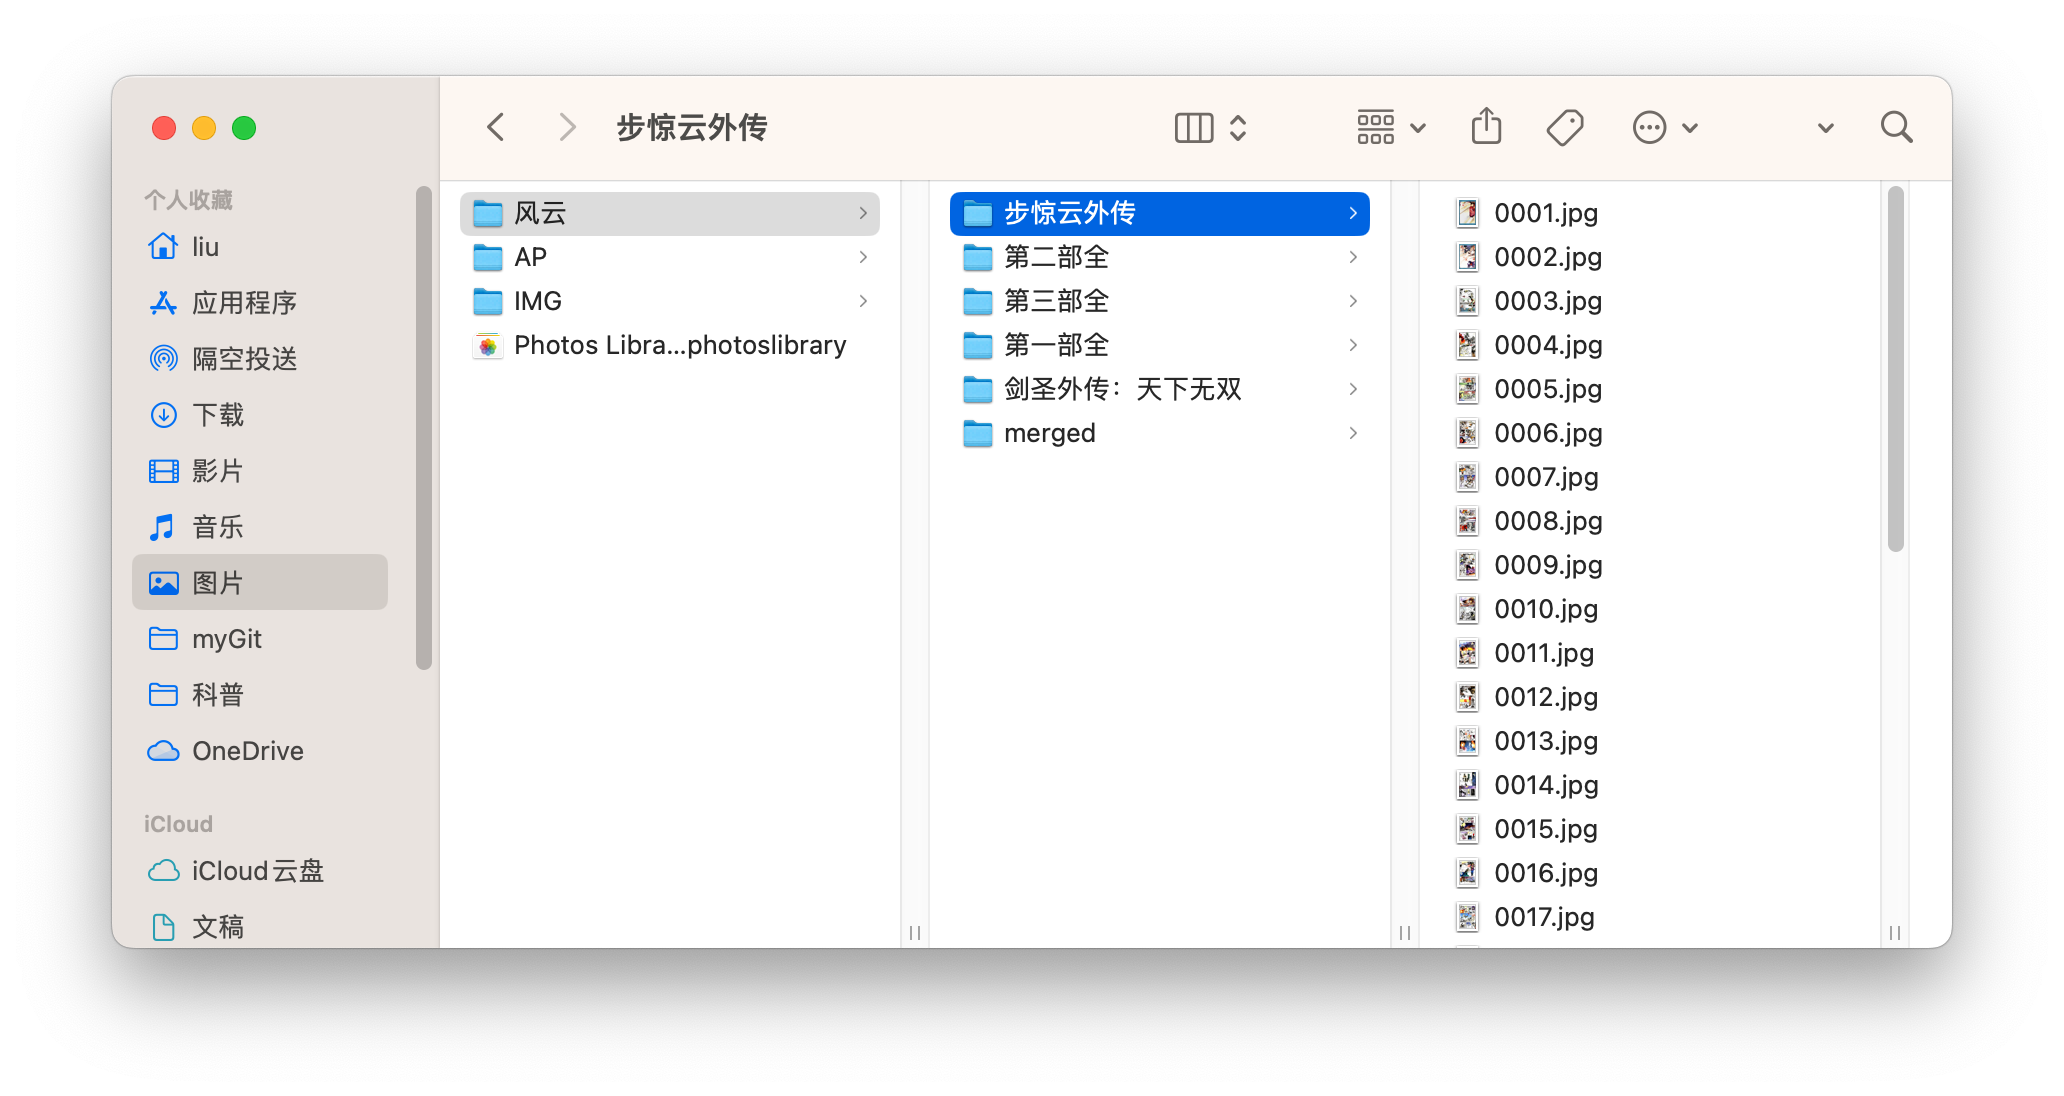 步惊云外传
个人收藏
liu
应用程序
隔空投送
下载
影片
音乐
图片
myGit
科普
OneDrive
iCloud
iCloud云盘
文稿
风云
AP
IMG
Photos Libra...photoslibrary
步惊云外传
第二部全
第三部全
第一部全
剑圣外传：天下无双
merged
0001.jpg
0002.jpg
0003.jpg
0004.jpg
0005.jpg
0006.jpg
0007.jpg
0008.jpg
0009.jpg
0010.jpg
0011.jpg
0012.jpg
0013.jpg
0014.jpg
0015.jpg
0016.jpg
0017.jpg